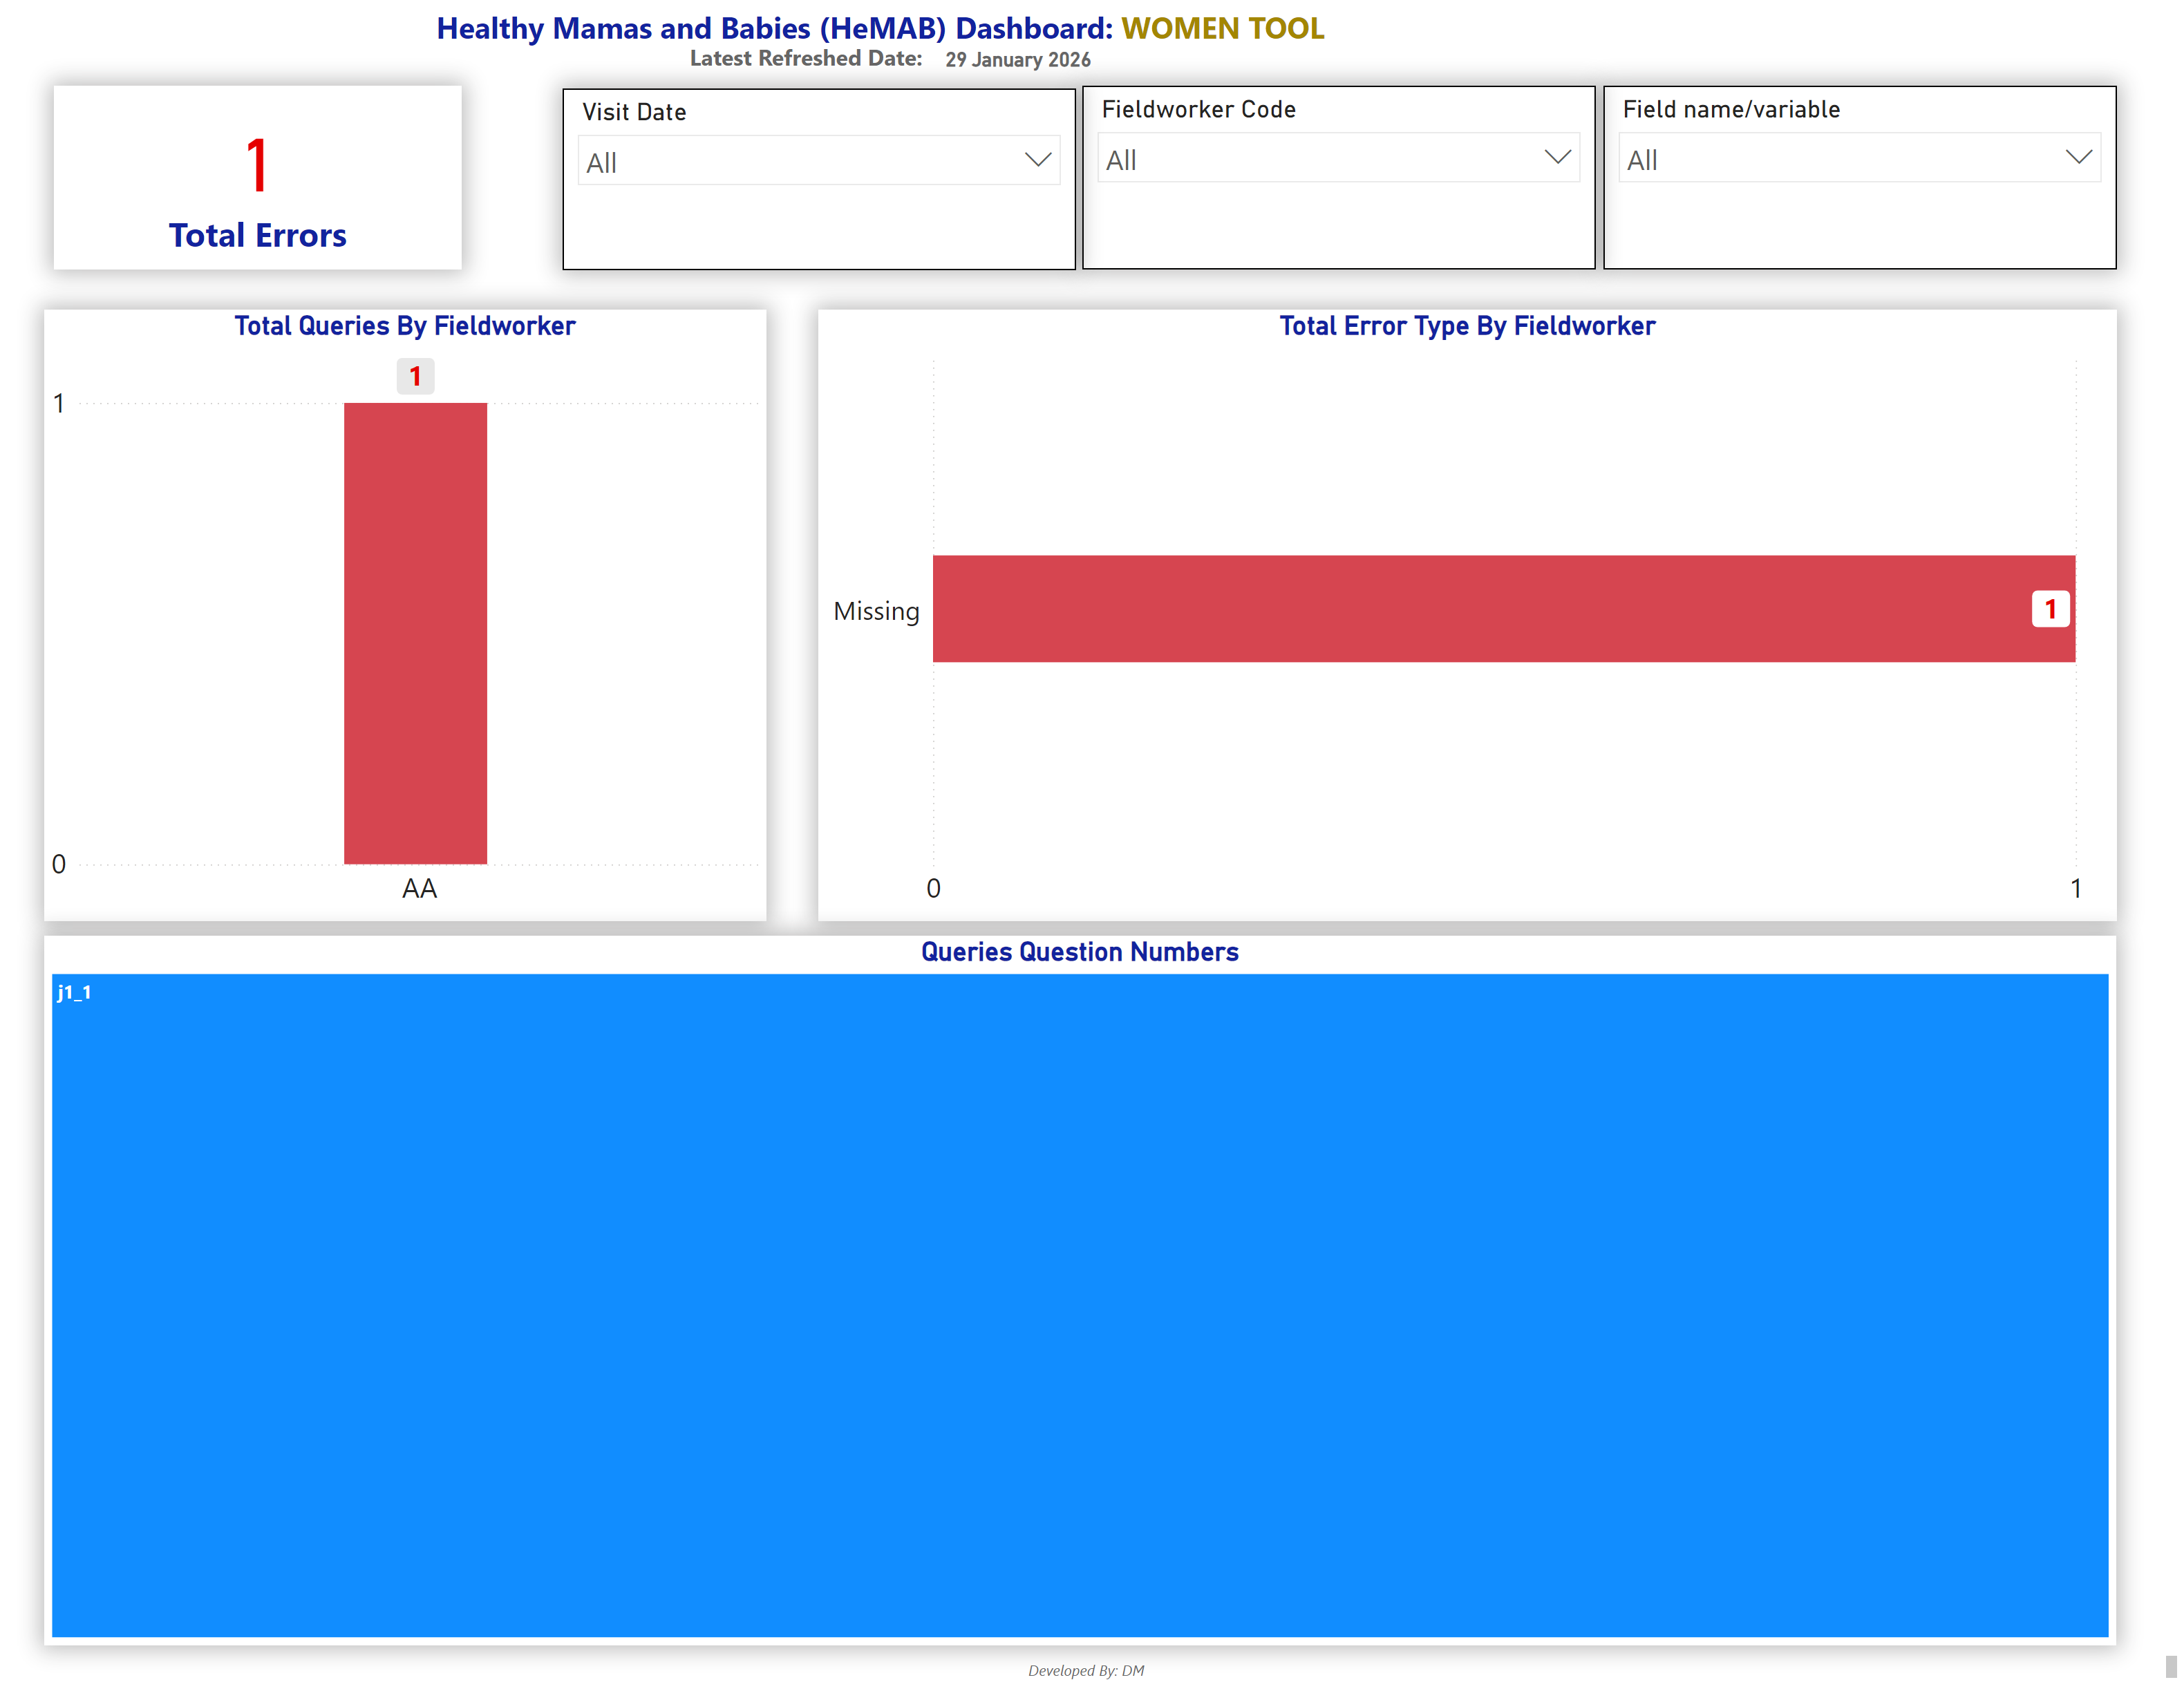 Healthy Mamas and Babies (HeMAB) Dashboard: WOMEN TOOL
Latest Refreshed Date: 29 January 2026
1
Total Errors
Visit Date
All
Fieldworker Code
All
Field name/variable
All
Total Queries By Fieldworker
1
1
0
AA
Total Error Type By Fieldworker
Missing
1
0 1
Queries Question Numbers
j1_1
Developed By: DM